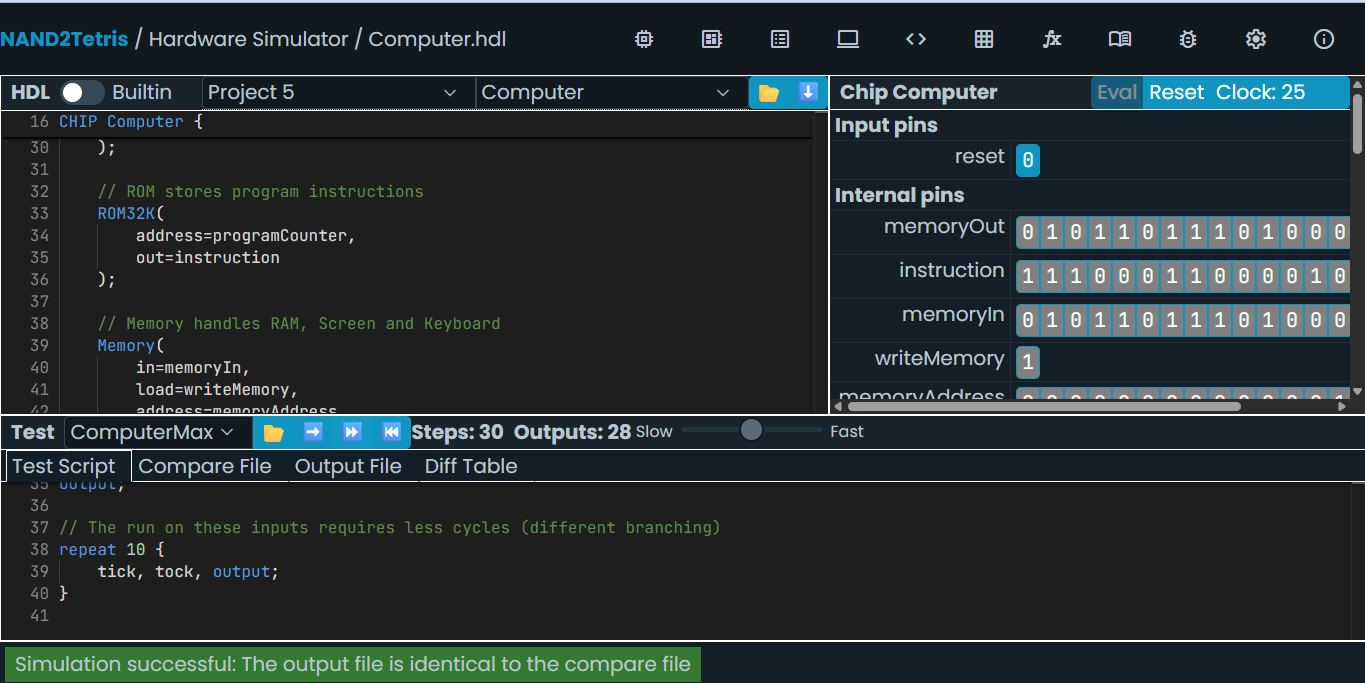 NAND2Tetris / Hardware Simulator / Computer.hdl
HDL Builtin Project 5 Computer
16 CHIP Computer {
30 );
31
32 // ROM stores program instructions
33 ROM32K(
34 address=programCounter,
35 out=instruction
36 );
37
38 // Memory handles RAM, Screen and Keyboard
39 Memory(
40 in=memoryIn,
41 load=writeMemory,
42 address=memoryAddress
Chip Computer Eval Reset Clock: 25
Input pins
reset 0
Internal pins
memoryOut 0 1 0 1 1 0 1 1 1 0 1 0 0 0
instruction 1 1 1 0 0 0 1 1 0 0 0 0 1 0
memoryIn 0 1 0 1 1 0 1 1 1 0 1 0 0 0
writeMemory 1
memoryAddress
Test ComputerMax Steps: 30 Outputs: 28 Slow Fast
Test Script Compare File Output File Diff Table
35 output;
36
37 // The run on these inputs requires less cycles (different branching)
38 repeat 10 {
39 tick, tock, output;
40 }
41
Simulation successful: The output file is identical to the compare file